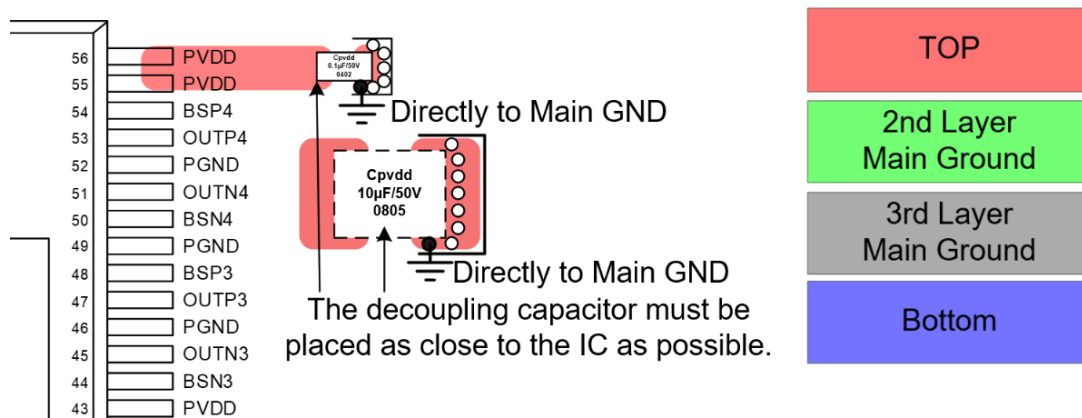 56 PVDD
55 PVDD
54 BSP4
53 OUTP4
52 PGND
51 OUTN4
50 BSN4
49 PGND
48 BSP3
47 OUTP3
46 PGND
45 OUTN3
44 BSN3
43 PVDD
Cpvdd
0.1μF/50V
0402
Directly to Main GND
Cpvdd
10μF/50V
0805
Directly to Main GND
The decoupling capacitor must be
placed as close to the IC as possible.
TOP
2nd Layer
Main Ground
3rd Layer
Main Ground
Bottom